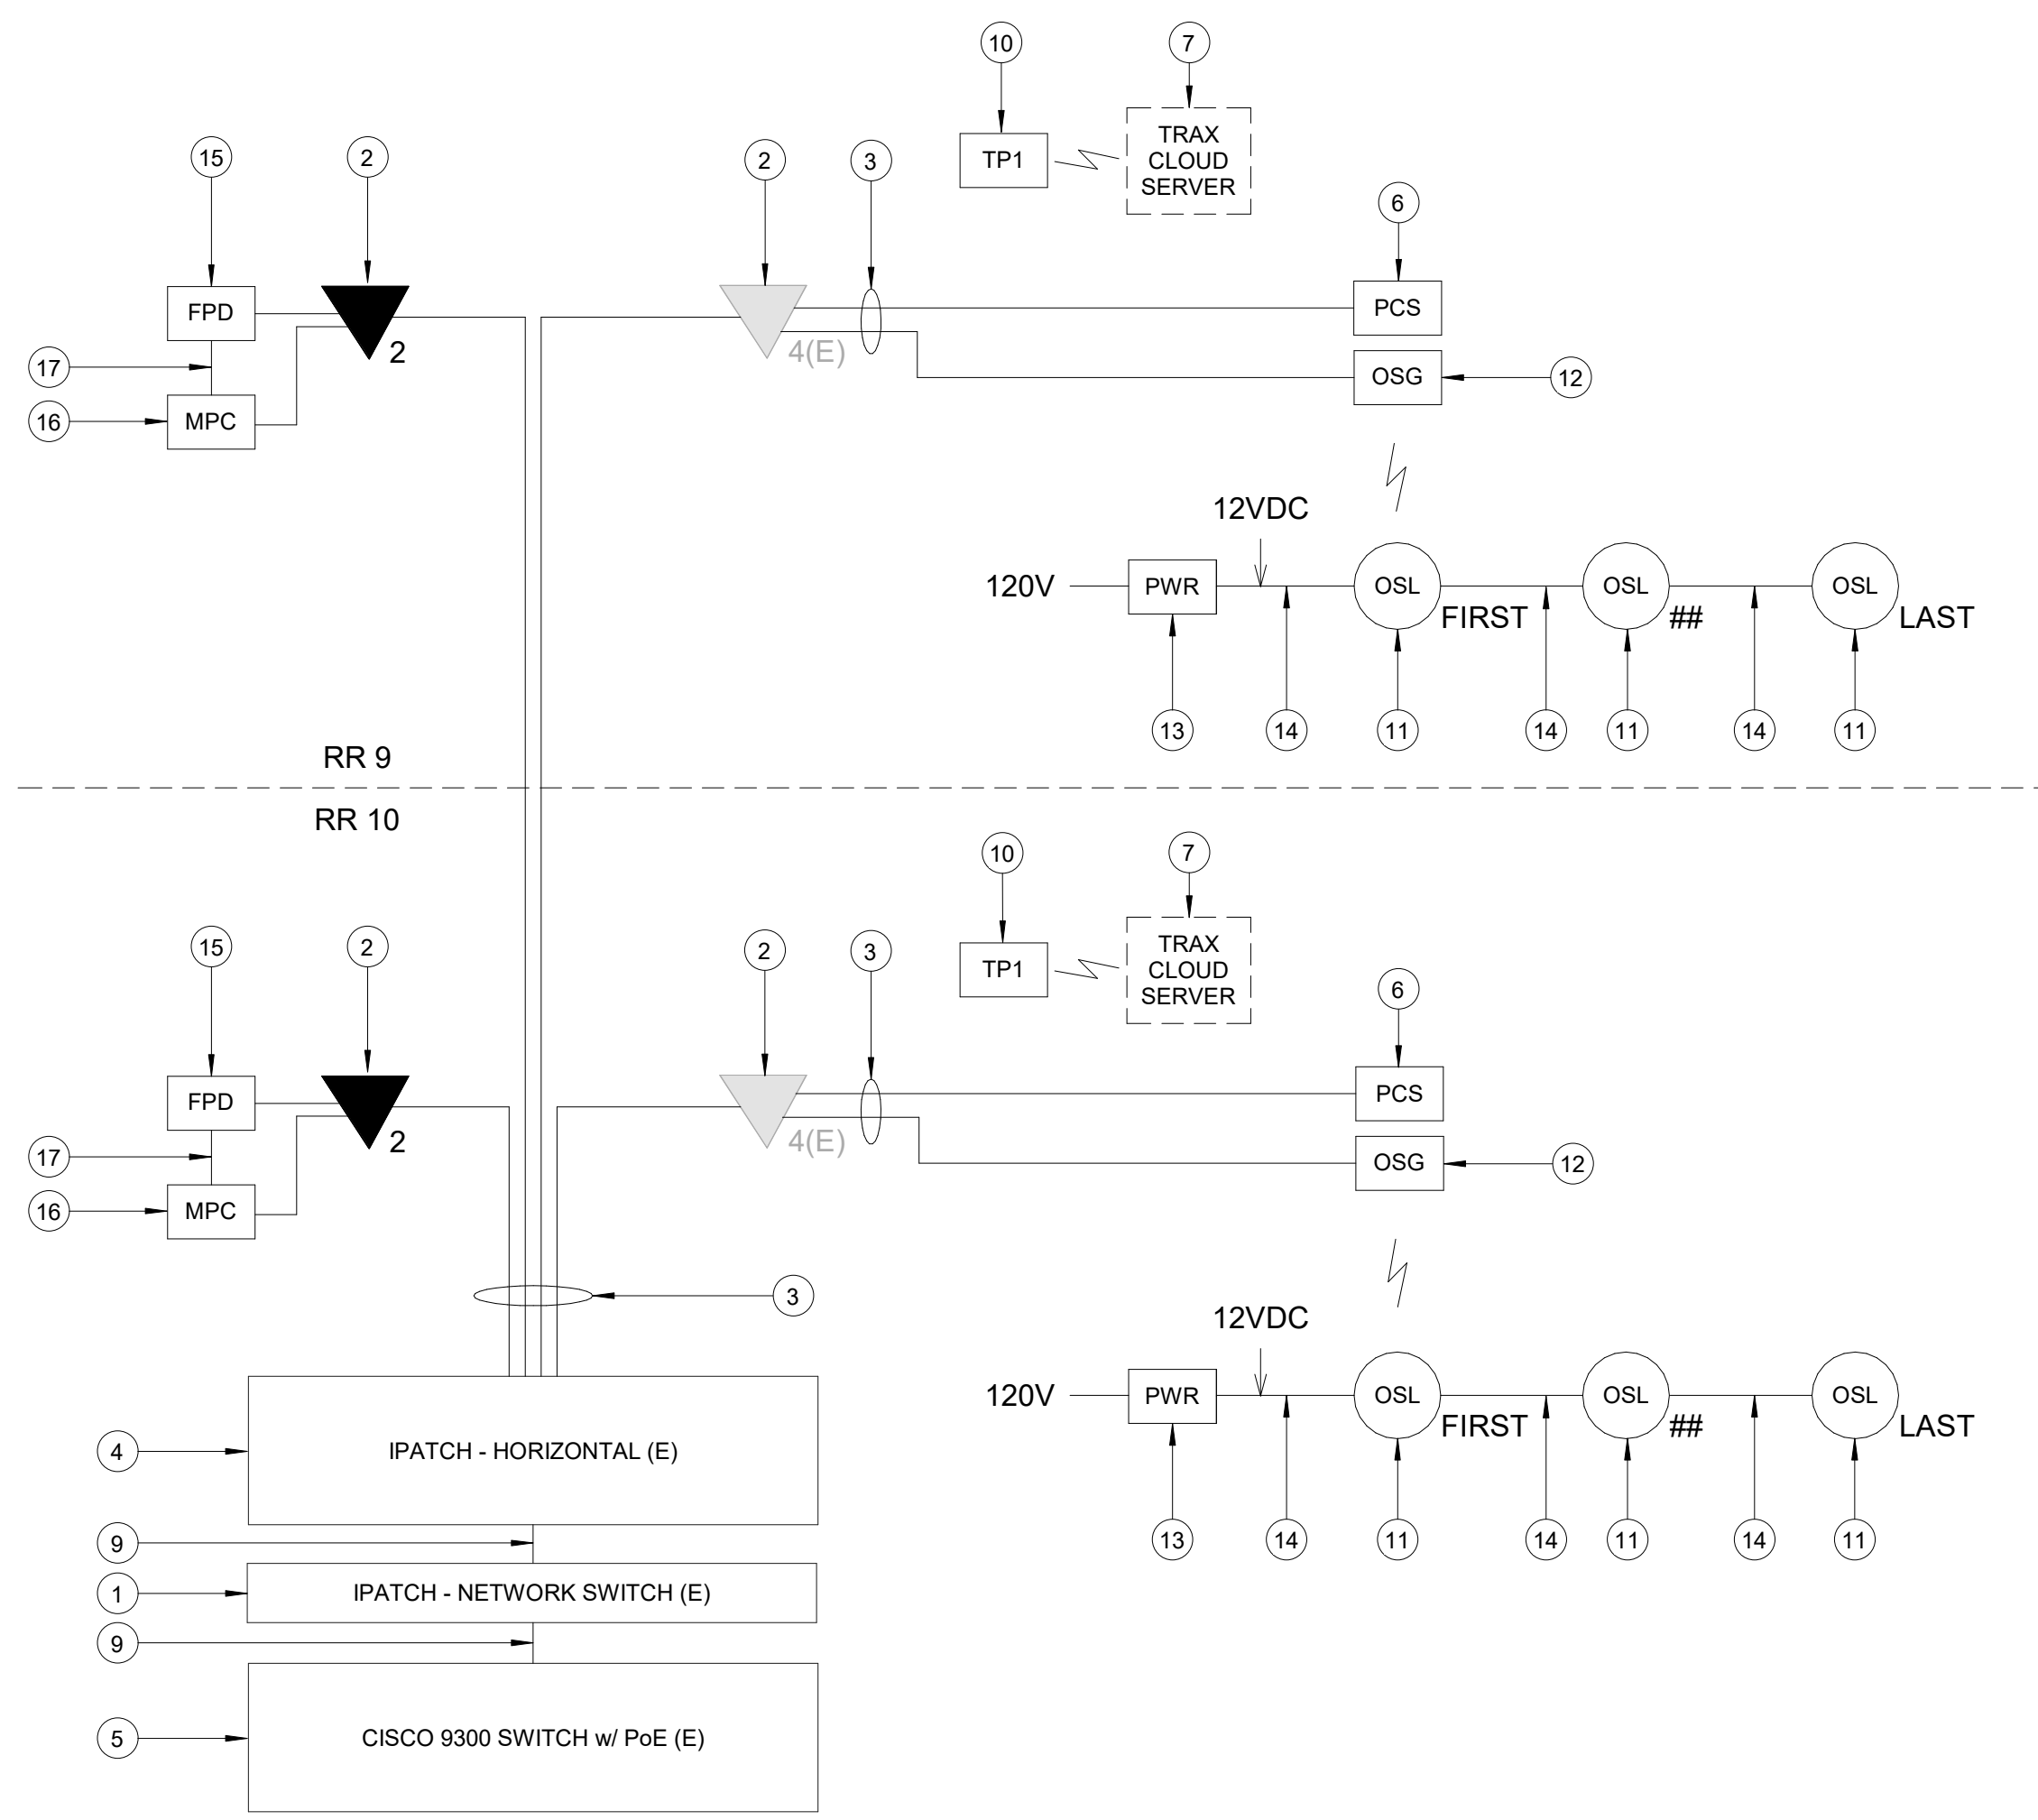 10
7
TRAX
CLOUD
SERVER
TP1
15
2
2
3
6
FPD
2
4(E)
PCS
17
OSG
12
16
MPC
12VDC
120V
PWR
OSL
FIRST
OSL
##
OSL
LAST
13
14
11
14
11
14
11
RR 9
RR 10
10
7
TRAX
CLOUD
SERVER
TP1
15
2
2
3
6
FPD
2
4(E)
PCS
17
OSG
12
16
MPC
3
12VDC
120V
PWR
OSL
FIRST
OSL
##
OSL
LAST
4
IPATCH - HORIZONTAL (E)
13
14
11
14
11
14
11
9
1
IPATCH - NETWORK SWITCH (E)
9
5
CISCO 9300 SWITCH w/ PoE (E)